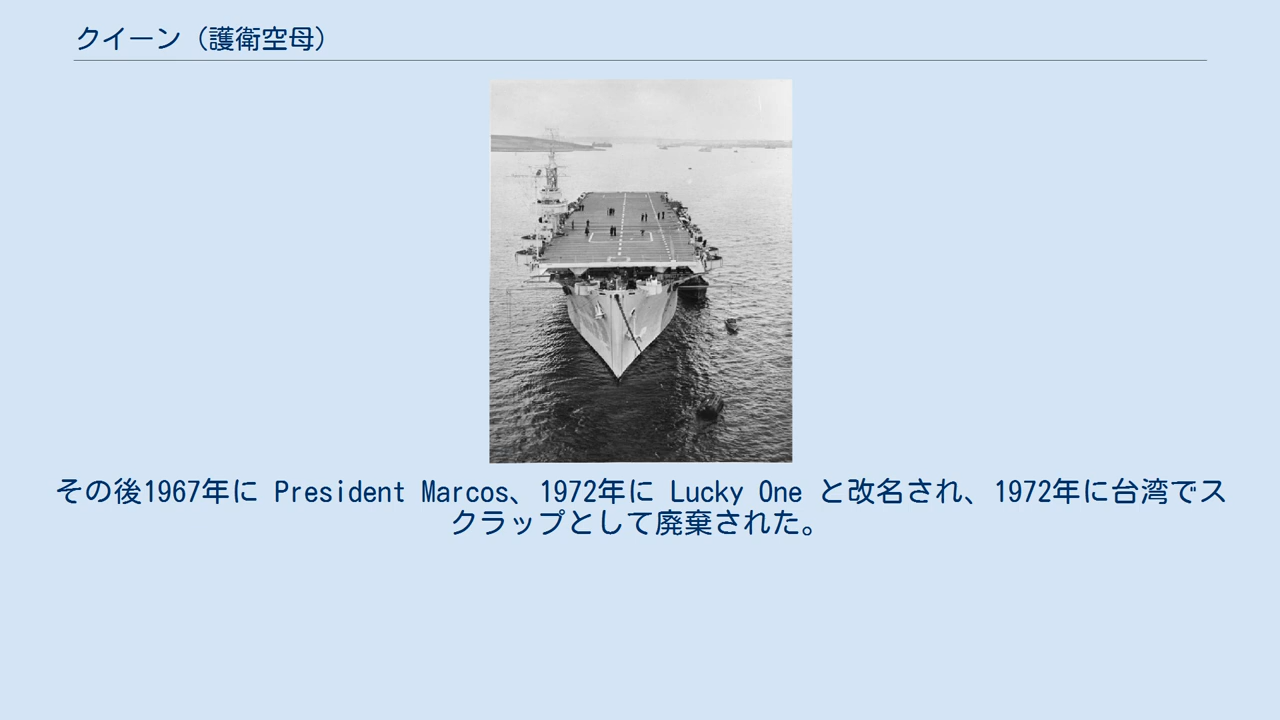 クイーン（護衛空母）
その後1967年に President Marcos、1972年に Lucky One と改名され、1972年に台湾でス
クラップとして廃棄された。